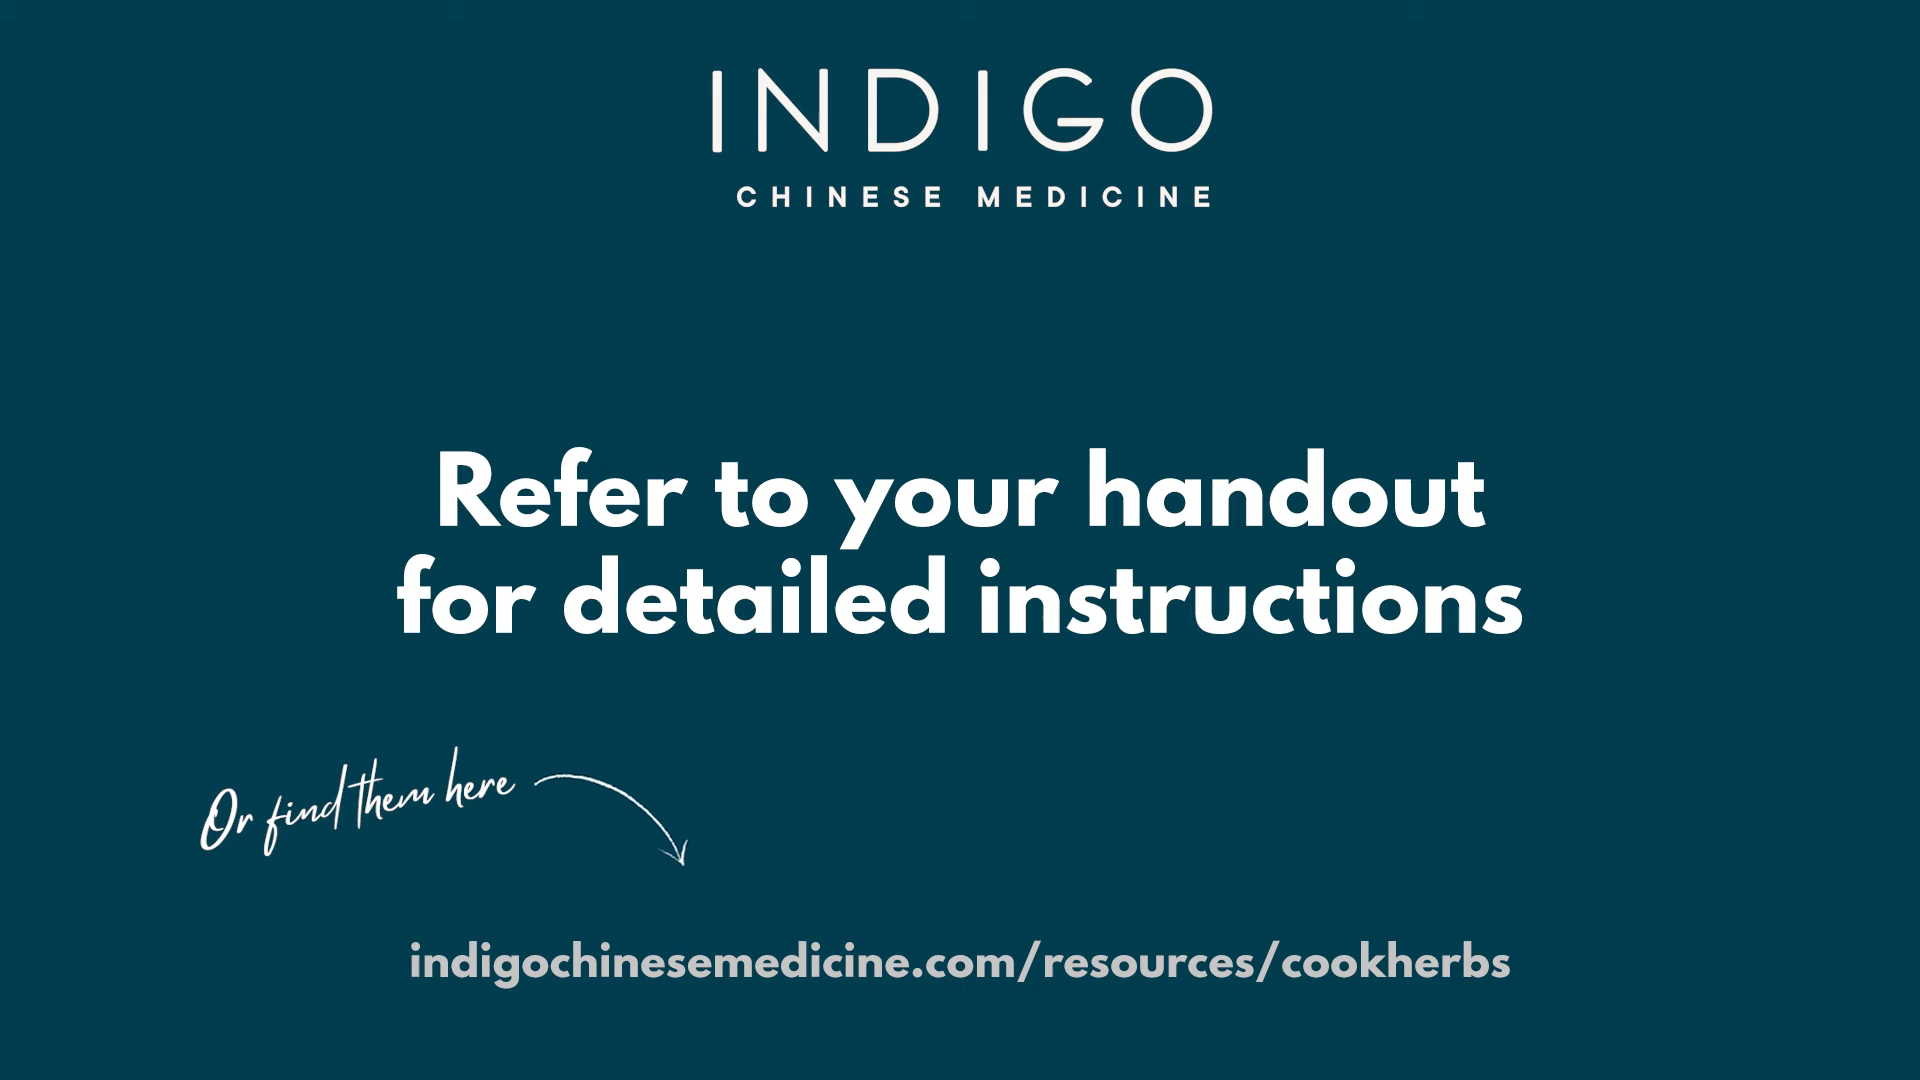 INDIGO
CHINESE MEDICINE
Refer to your handout
for detailed instructions
Or find them here
indigochinesemedicine.com/resources/cookherbs